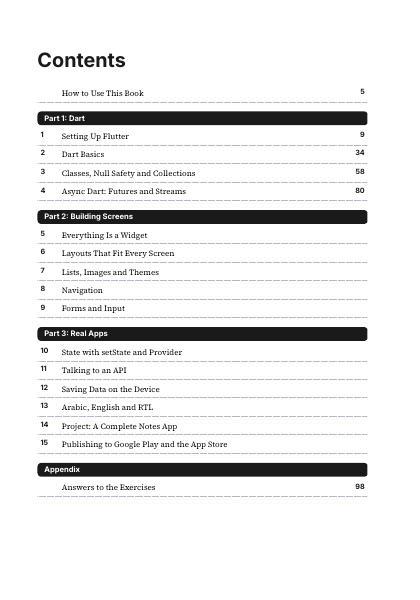 Contents
How to Use This Book 5
Part 1: Dart
1 Setting Up Flutter 9
2 Dart Basics 34
3 Classes, Null Safety and Collections 58
4 Async Dart: Futures and Streams 80
Part 2: Building Screens
5 Everything Is a Widget
6 Layouts That Fit Every Screen
7 Lists, Images and Themes
8 Navigation
9 Forms and Input
Part 3: Real Apps
10 State with setState and Provider
11 Talking to an API
12 Saving Data on the Device
13 Arabic, English and RTL
14 Project: A Complete Notes App
15 Publishing to Google Play and the App Store
Appendix
Answers to the Exercises 98